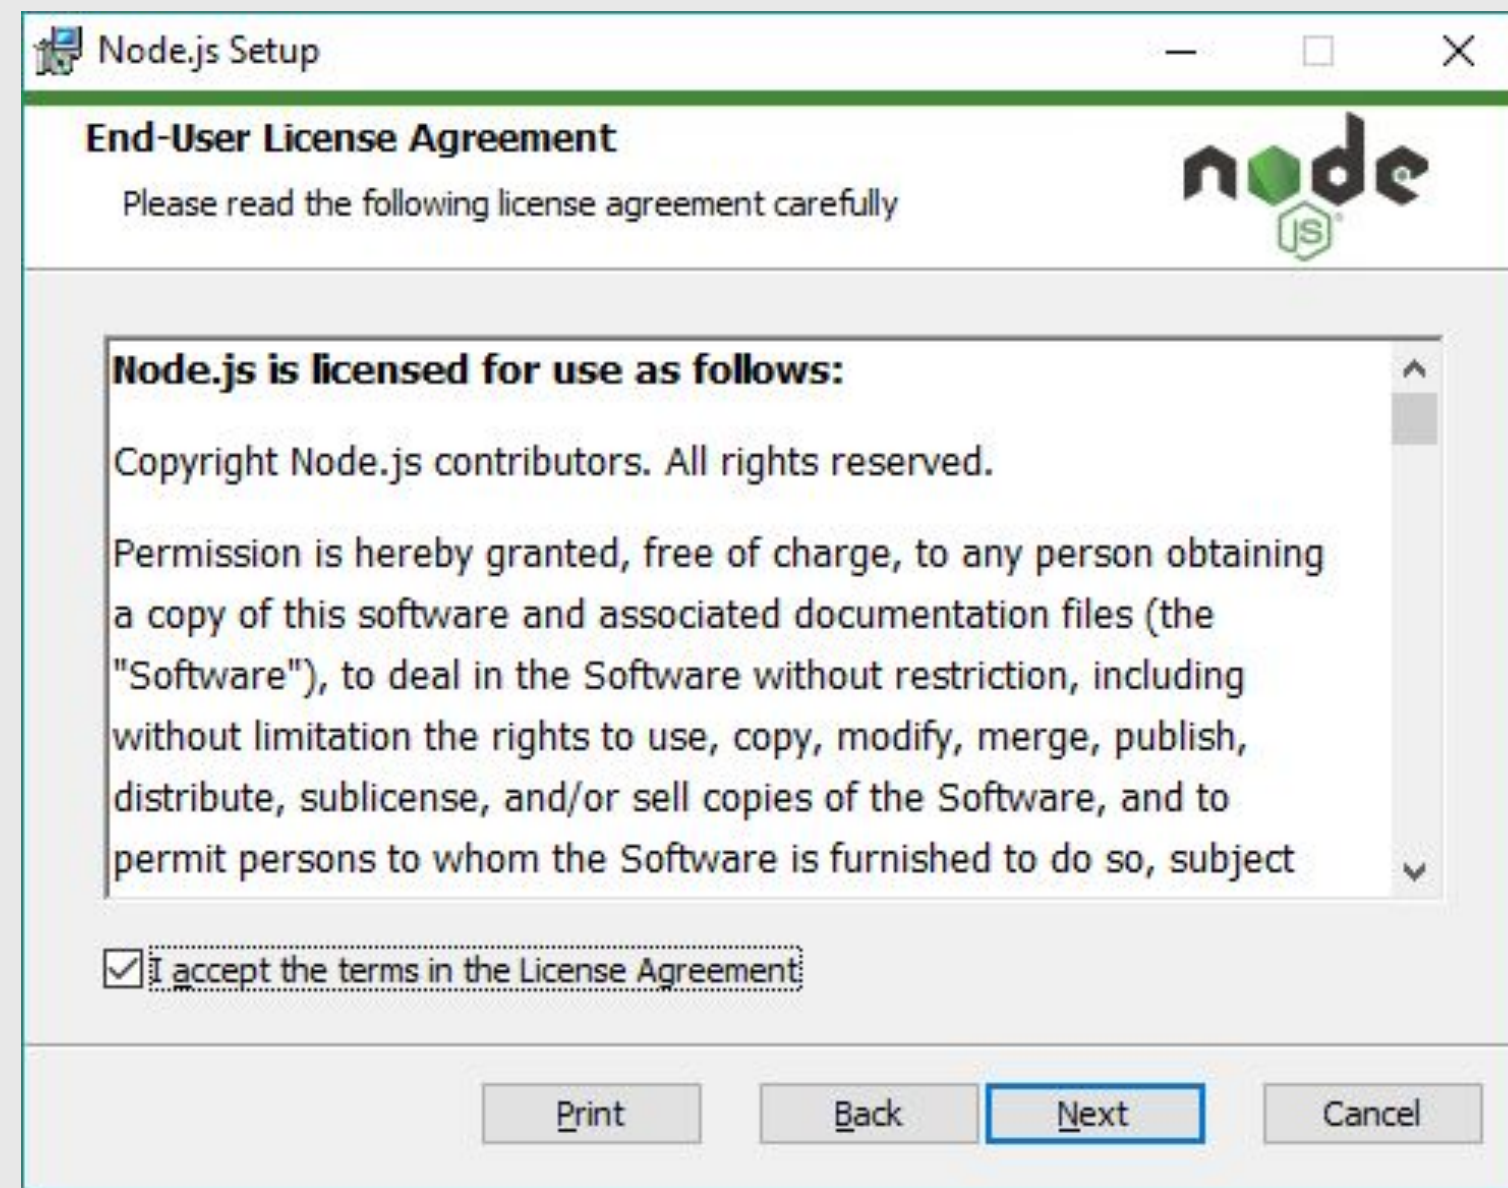 Node.js Setup
End-User License Agreement
Please read the following license agreement carefully
node
JS
Node.js is licensed for use as follows:
Copyright Node.js contributors. All rights reserved.
Permission is hereby granted, free of charge, to any person obtaining
a copy of this software and associated documentation files (the
"Software"), to deal in the Software without restriction, including
without limitation the rights to use, copy, modify, merge, publish,
distribute, sublicense, and/or sell copies of the Software, and to
permit persons to whom the Software is furnished to do so, subject
I accept the terms in the License Agreement
Print Back Next Cancel